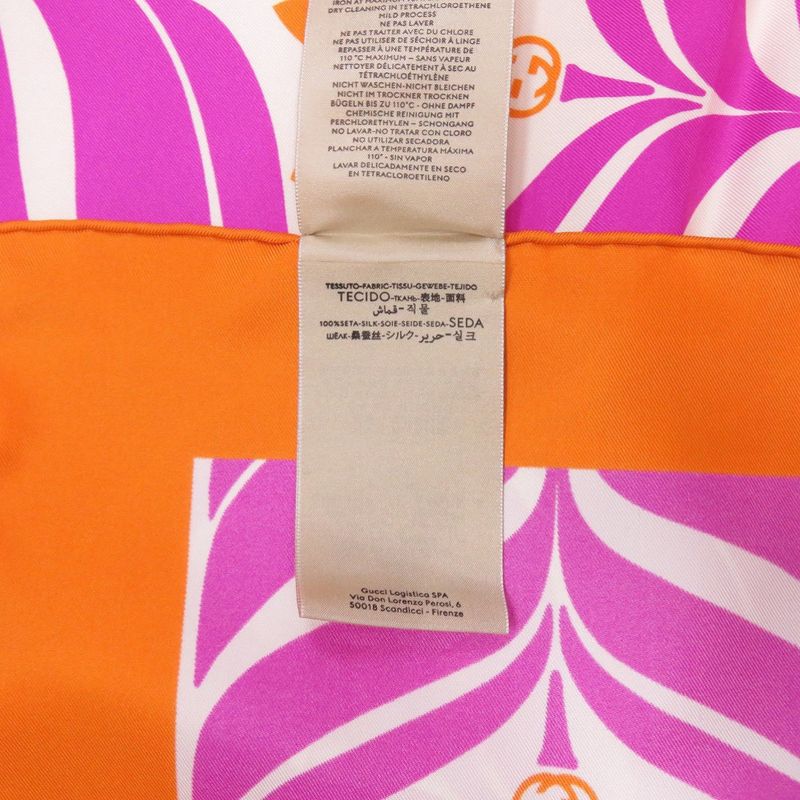 IRON AT MAXIMUM
DRY CLEANING IN TETRACHLOROETHENE
MILD PROCESS
NE PAS LAVER
NE PAS TRAITER AVEC DU CHLORE
NE PAS UTILISER DE SÉCHOIR À LINGE
REPASSER À UNE TEMPÉRATURE DE
110°C MAXIMUM – SANS VAPEUR
NETTOYER DÉLICATEMENT À SEC AU
TÉTRACHLOÉTHYLÈNE
NICHT WASCHEN-NICHT BLEICHEN
NICHT IM TROCKNER TROCKNEN
BÜGELN BIS ZU 110°C - OHNE DAMPF
CHEMISCHE REINIGUNG MIT
PERCHLORETHYLEN – SCHONGANG
NO LAVAR-NO TRATAR CON CLORO
NO UTILIZAR SECADORA
PLANCHAR A TEMPERATURA MÁXIMA
110° - SIN VAPOR
LAVAR DELICADAMENTE EN SECO
EN TETRACLOROETILENO
TESSUTO-FABRIC-TISSU-GEWEBE-TEJIDO
TECIDO-ТКАНЬ-表地-面料
قماش-직물
100%SETA-SILK-SOIE-SEIDE-SEDA-SEDA
ШЕЛК-桑蚕丝-シルク-حرير-실크
Gucci Logistica SPA
Via Don Lorenzo Perosi, 6
50018 Scandicci - Firenze